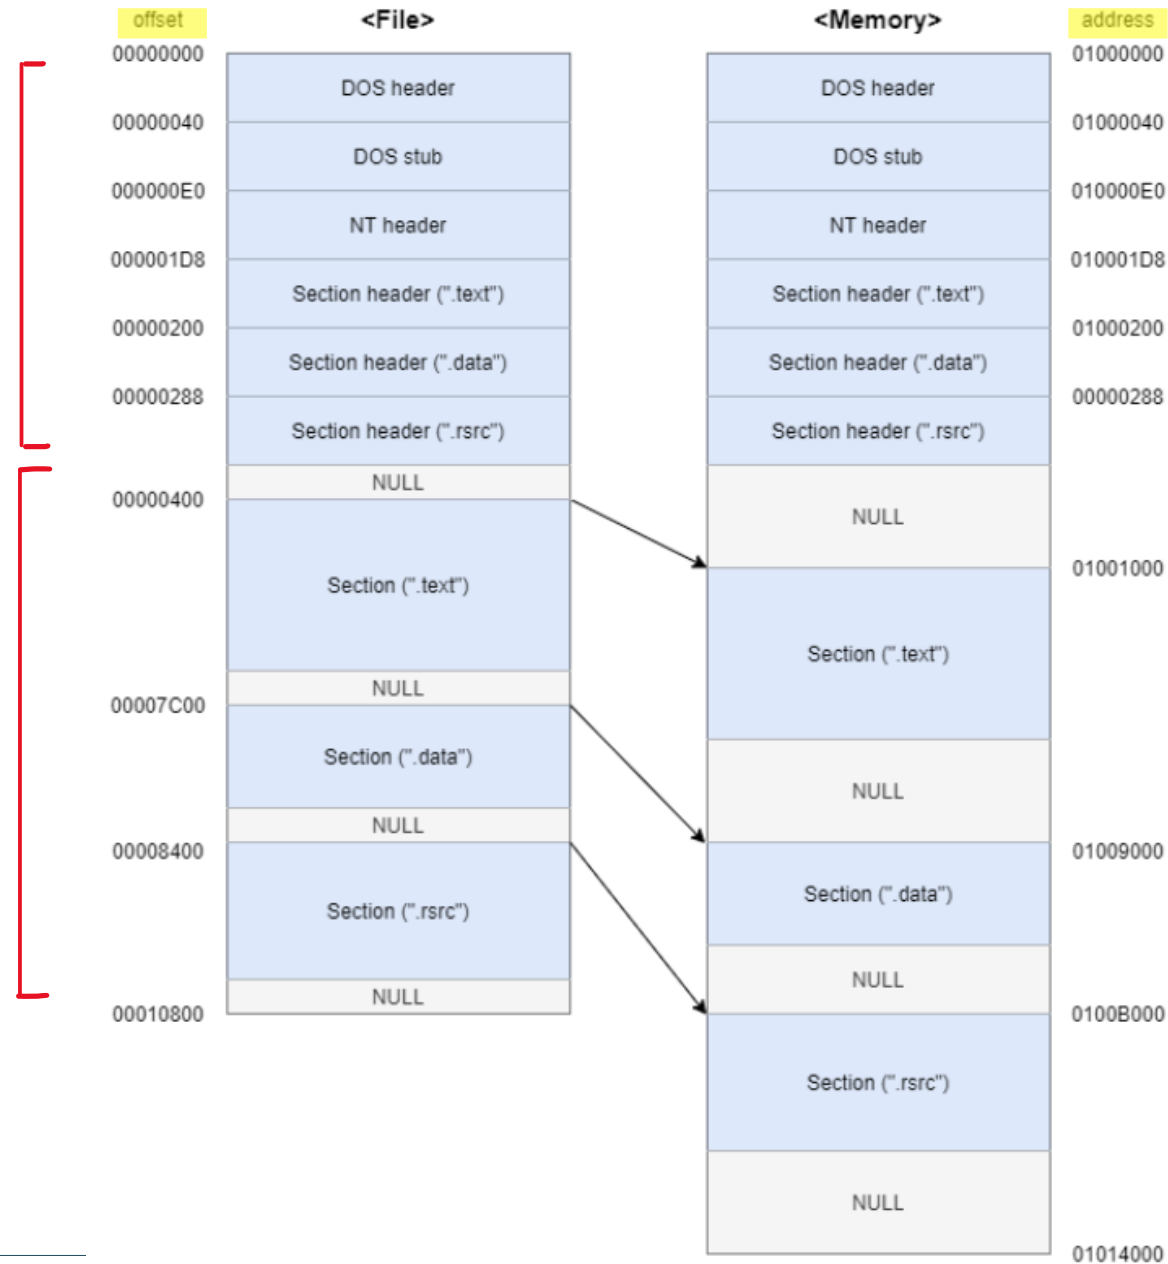 offset <File> <Memory> address
00000000 01000000
DOS header DOS header
00000040 01000040
DOS stub DOS stub
000000E0 010000E0
NT header NT header
000001D8 010001D8
Section header (".text") Section header (".text")
00000200 01000200
Section header (".data") Section header (".data")
00000288 00000288
Section header (".rsrc") Section header (".rsrc")
NULL
00000400
NULL
01001000
Section (".text")
Section (".text")
NULL
00007C00
Section (".data")
NULL
NULL
00008400 01009000
Section (".data")
Section (".rsrc")
NULL
NULL
00010800 0100B000
Section (".rsrc")
NULL
01014000